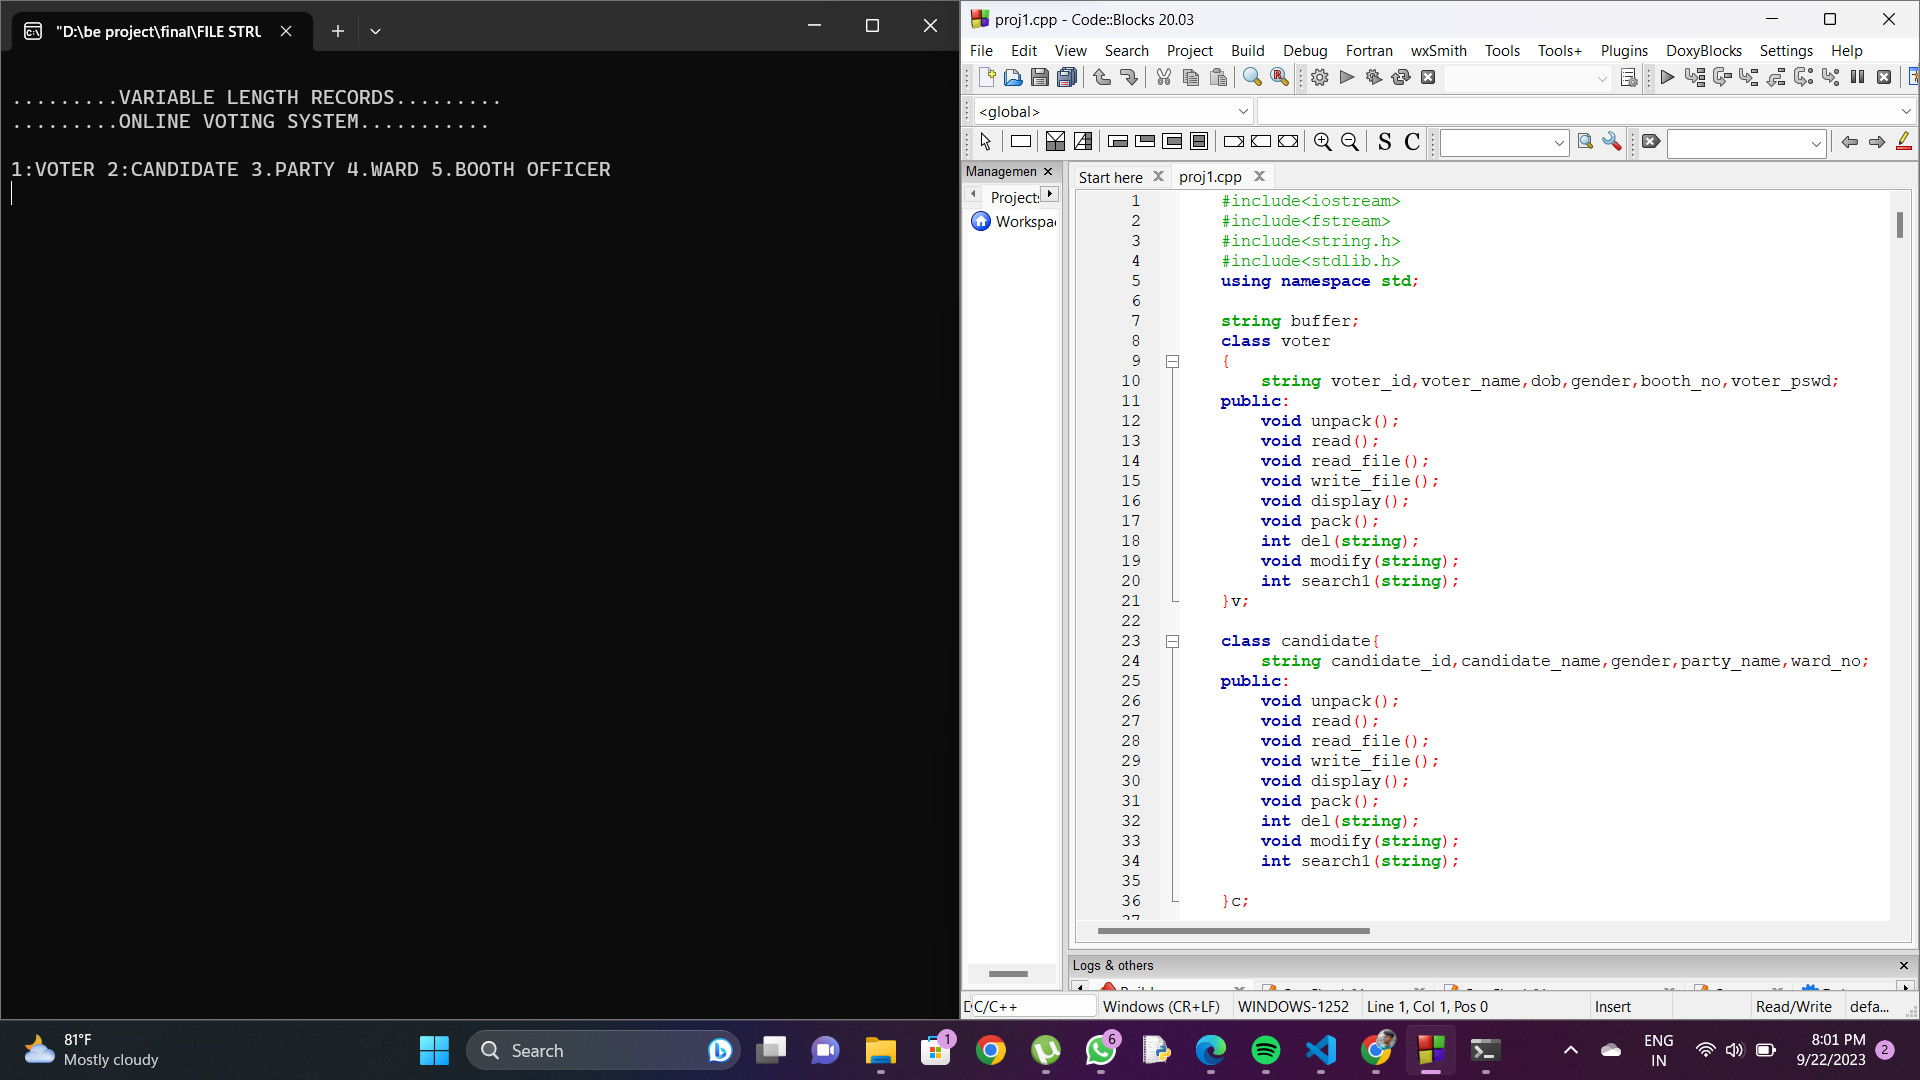 "D:\be project\final\FILE STRU
.........VARIABLE LENGTH RECORDS.........
.........ONLINE VOTING SYSTEM...........
1:VOTER 2:CANDIDATE 3.PARTY 4.WARD 5.BOOTH OFFICER
proj1.cpp - Code::Blocks 20.03
File Edit View Search Project Build Debug Fortran wxSmith Tools Tools+ Plugins DoxyBlocks Settings Help
<global>
S C
Managemen
Projects
Workspa
Start here proj1.cpp
1 #include<iostream>
2 #include<fstream>
3 #include<string.h>
4 #include<stdlib.h>
5 using namespace std;
6
7 string buffer;
8 class voter
9 {
10 string voter_id,voter_name,dob,gender,booth_no,voter_pswd;
11 public:
12 void unpack();
13 void read();
14 void read_file();
15 void write_file();
16 void display();
17 void pack();
18 int del(string);
19 void modify(string);
20 int search1(string);
21 }v;
22
23 class candidate{
24 string candidate_id,candidate_name,gender,party_name,ward_no;
25 public:
26 void unpack();
27 void read();
28 void read_file();
29 void write_file();
30 void display();
31 void pack();
32 int del(string);
33 void modify(string);
34 int search1(string);
35
36 }c;
37
Logs & others
C/C++ Windows (CR+LF) WINDOWS-1252 Line 1, Col 1, Pos 0 Insert Read/Write defa...
81°F
Mostly cloudy
Search
1
6
ENG
IN
8:01 PM
9/22/2023
2